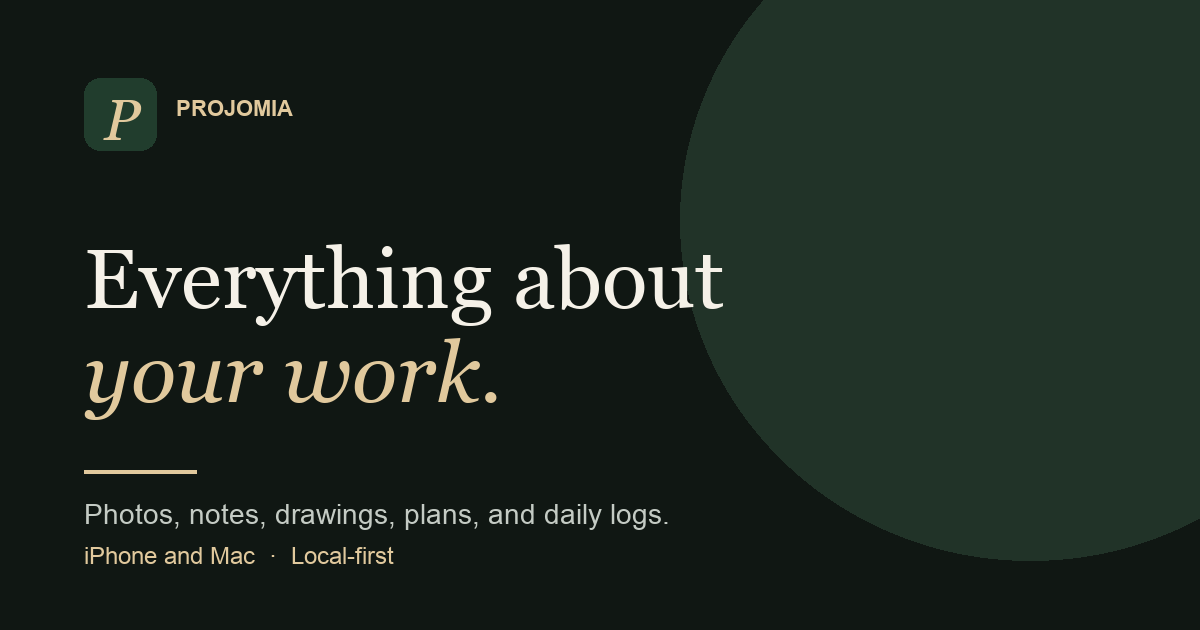 P
PROJOMIA
Everything about
your work.
Photos, notes, drawings, plans, and daily logs.
iPhone and Mac · Local-first